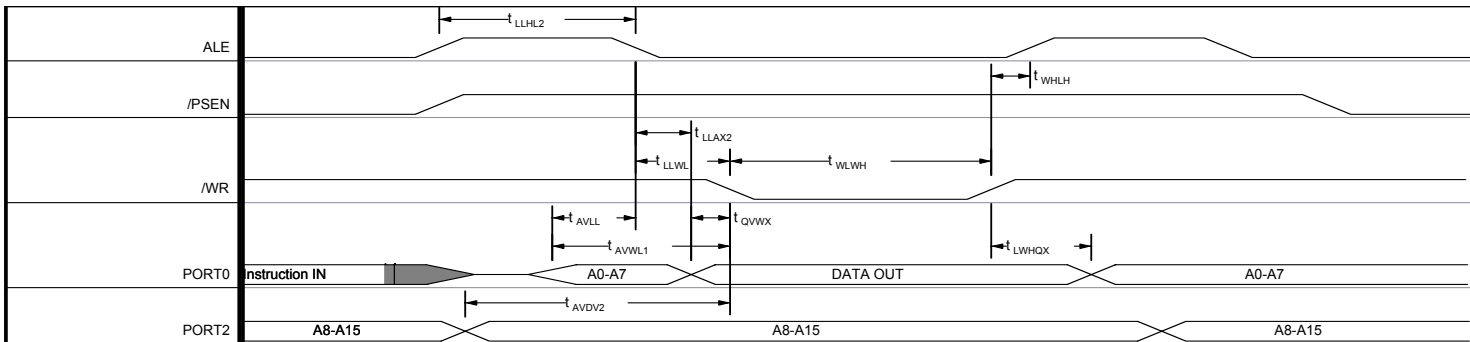 t LLHL2
ALE
t WHLH
/PSEN
t LLAX2
t LLWL
t WLWH
/WR
t AVLL
t QVWX
t AVWL1
t LWHQX
PORT0
Instruction IN
A0-A7
DATA OUT
A0-A7
t AVDV2
PORT2
A8-A15
A8-A15
A8-A15